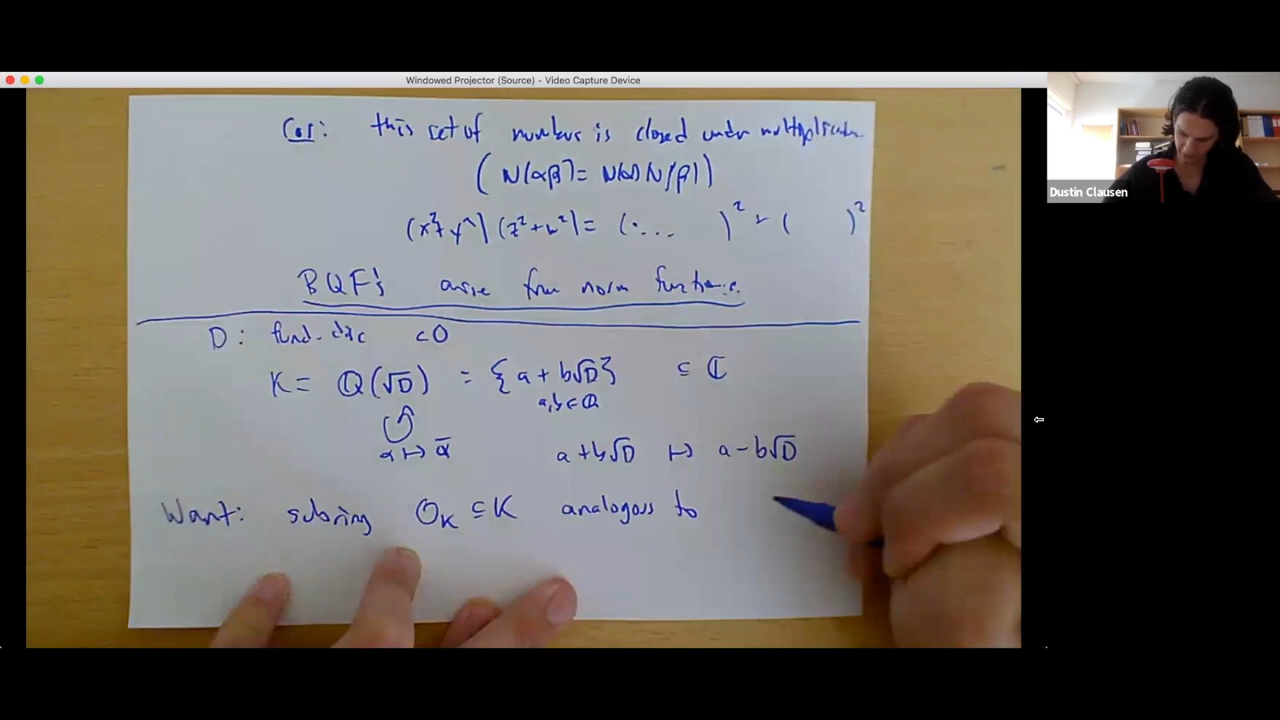 Windowed Projector (Source) - Video Capture Device
Cor: this set of numbers is closed under multiplication.
( N(αβ) = N(α) N(β) )
(x²+y²)(z²+w²) = (.... )² + ( )²
BQF's arise from norm functions.
D: fund. disc <0
K = ℚ(√D) = {a + b√D} ⊆ ℂ
a,b∈ℚ
α ↦ ᾱ a+b√D ↦ a-b√D
Want: subring O_K ⊆ K analogous to
Dustin Clausen